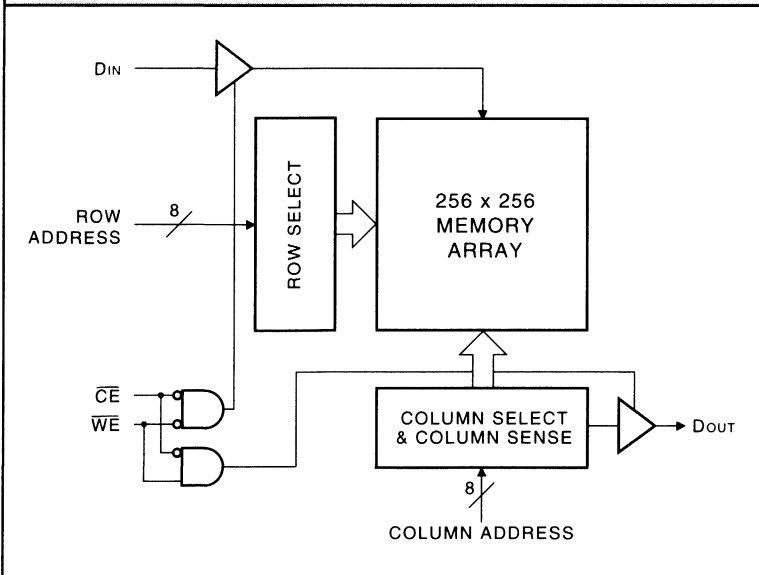 DIN
ROW
ADDRESS
8
ROW SELECT
256 x 256
MEMORY
ARRAY
CE
WE
COLUMN SELECT
& COLUMN SENSE
DOUT
8
COLUMN ADDRESS